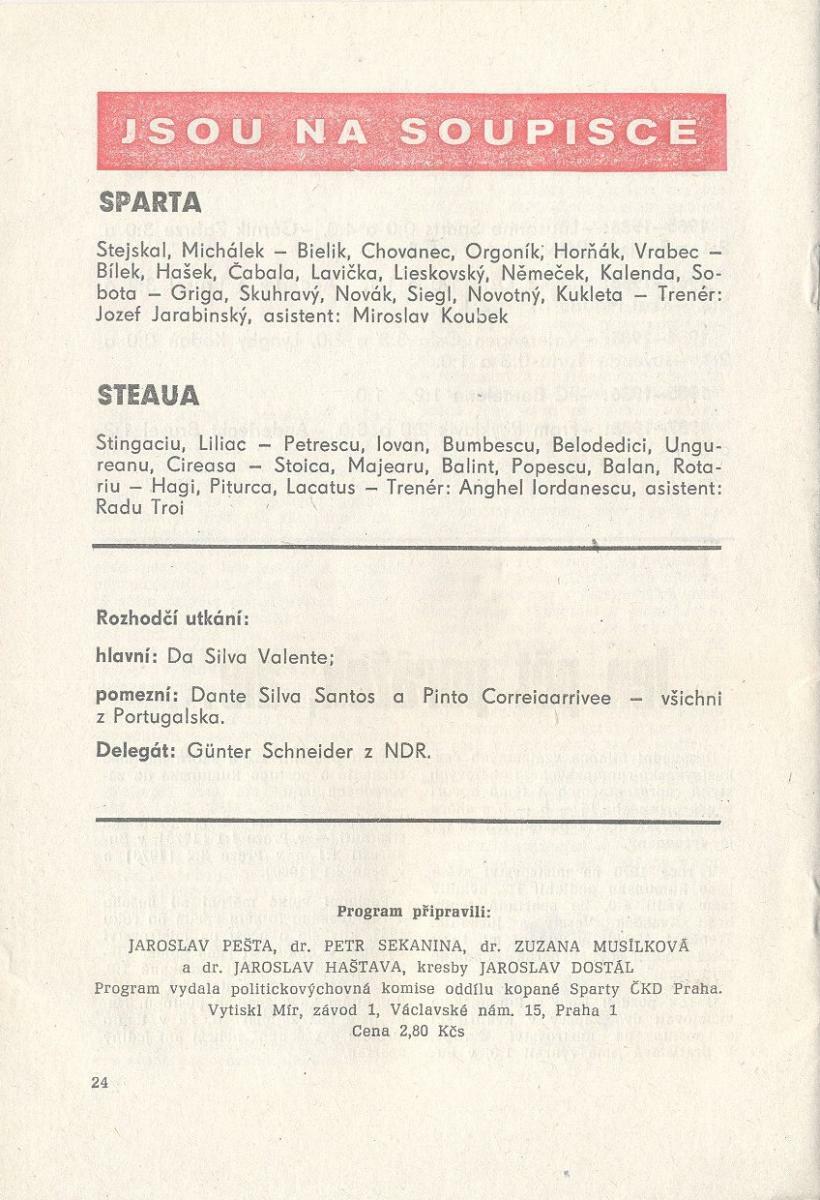 JSOU NA SOUPISCE
SPARTA
Stejskal, Michálek — Bielik, Chovanec, Orgoník, Horňák, Vrabec —
Bílek, Hašek, Čabala, Lavička, Lieskovský, Němeček, Kalenda, So-
bota — Griga, Skuhravý, Novák, Siegl, Novotný, Kukleta — Trenér:
Jozef Jarabinský, asistent: Miroslav Koubek
STEAUA
Stingaciu, Liliac — Petrescu, Iovan, Bumbescu, Belodedici, Ungu-
reanu, Cireasa — Stoica, Majearu, Balint, Popescu, Balan, Rota-
riu — Hagi, Piturca, Lacatus — Trenér: Anghel Iordanescu, asistent:
Radu Troi
Rozhodčí utkání:
hlavní: Da Silva Valente;
pomezní: Dante Silva Santos a Pinto Correiaarrivee — všichni
z Portugalska.
Delegát: Günter Schneider z NDR.
Program připravili:
JAROSLAV PEŠTA, dr. PETR SEKANINA, dr. ZUZANA MUSÍLKOVÁ
a dr. JAROSLAV HAŠTAVA, kresby JAROSLAV DOSTÁL
Program vydala politickovýchovná komise oddílu kopané Sparty ČKD Praha.
Vytiskl Mír, závod 1, Václavské nám. 15, Praha 1
Cena 2,80 Kčs
24